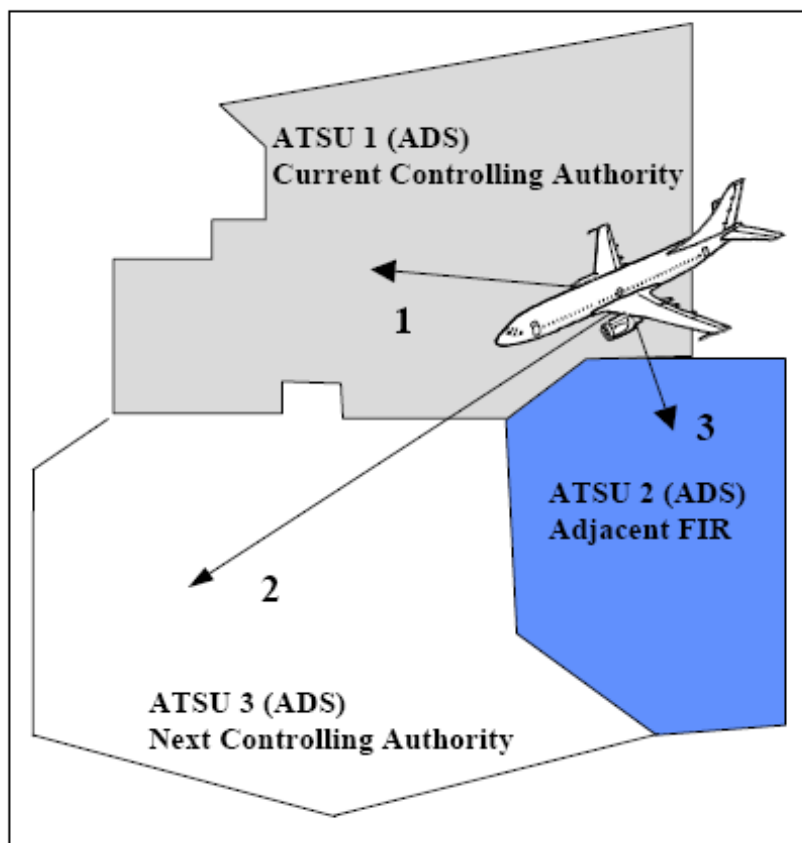 ATSU 1 (ADS)
Current Controlling Authority
1
3
ATSU 2 (ADS)
Adjacent FIR
2
ATSU 3 (ADS)
Next Controlling Authority